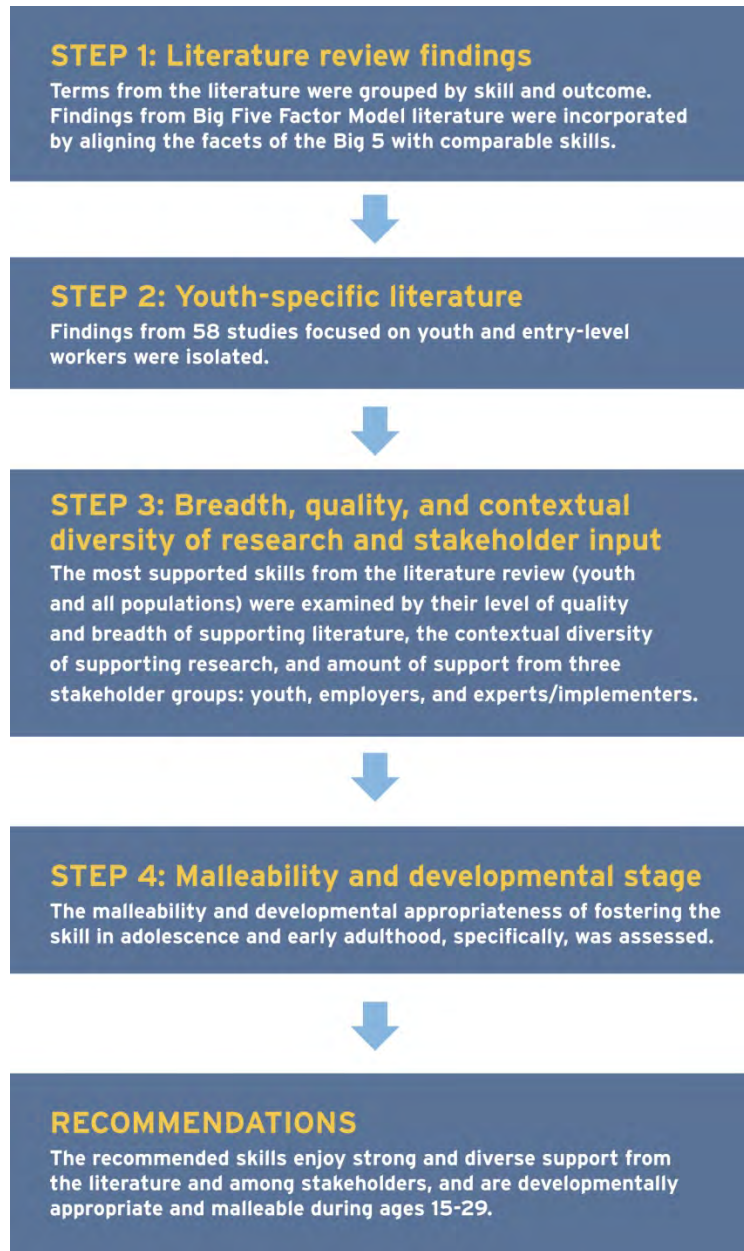 STEP 1: Literature review findings
Terms from the literature were grouped by skill and outcome.
Findings from Big Five Factor Model literature were incorporated
by aligning the facets of the Big 5 with comparable skills.
STEP 2: Youth-specific literature
Findings from 58 studies focused on youth and entry-level
workers were isolated.
STEP 3: Breadth, quality, and contextual
diversity of research and stakeholder input
The most supported skills from the literature review (youth
and all populations) were examined by their level of quality
and breadth of supporting literature, the contextual diversity
of supporting research, and amount of support from three
stakeholder groups: youth, employers, and experts/implementers.
STEP 4: Malleability and developmental stage
The malleability and developmental appropriateness of fostering the
skill in adolescence and early adulthood, specifically, was assessed.
RECOMMENDATIONS
The recommended skills enjoy strong and diverse support from
the literature and among stakeholders, and are developmentally
appropriate and malleable during ages 15-29.